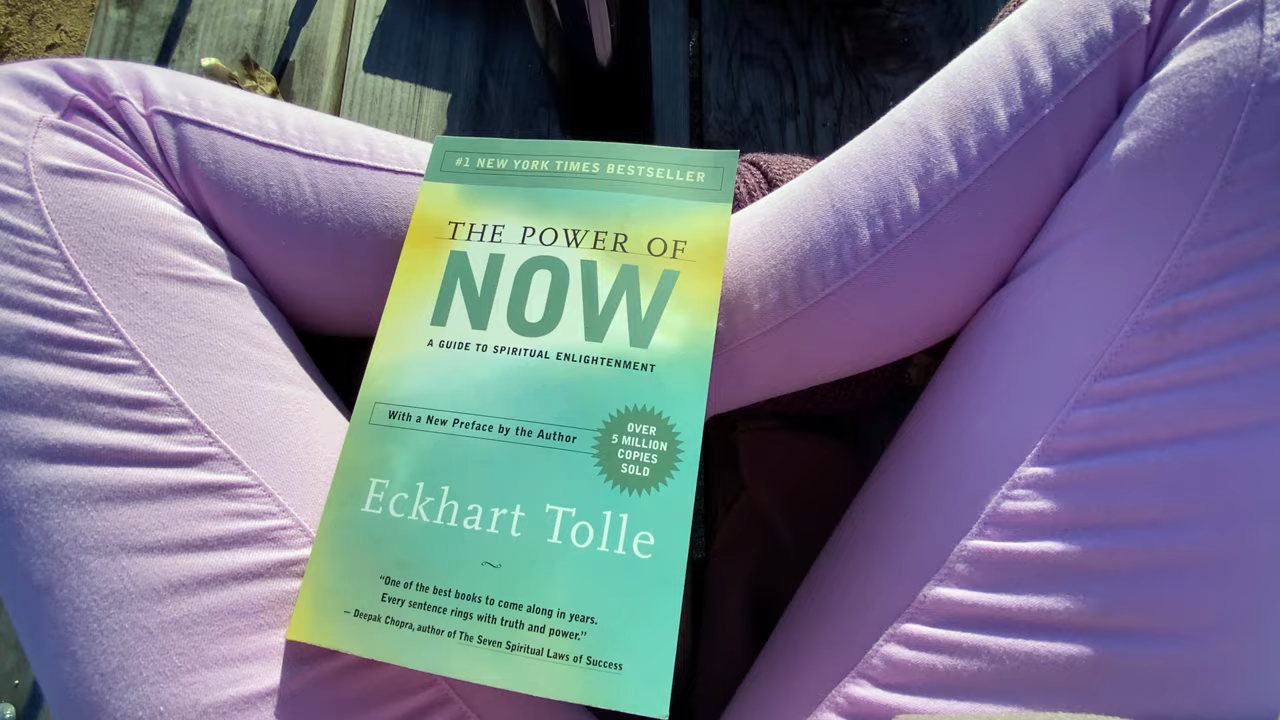 #1 NEW YORK TIMES BESTSELLER
THE POWER OF
NOW
A GUIDE TO SPIRITUAL ENLIGHTENMENT
With a New Preface by the Author
OVER
5 MILLION
COPIES
SOLD
Eckhart Tolle
“One of the best books to come along in years.
Every sentence rings with truth and power.”
— Deepak Chopra, author of The Seven Spiritual Laws of Success